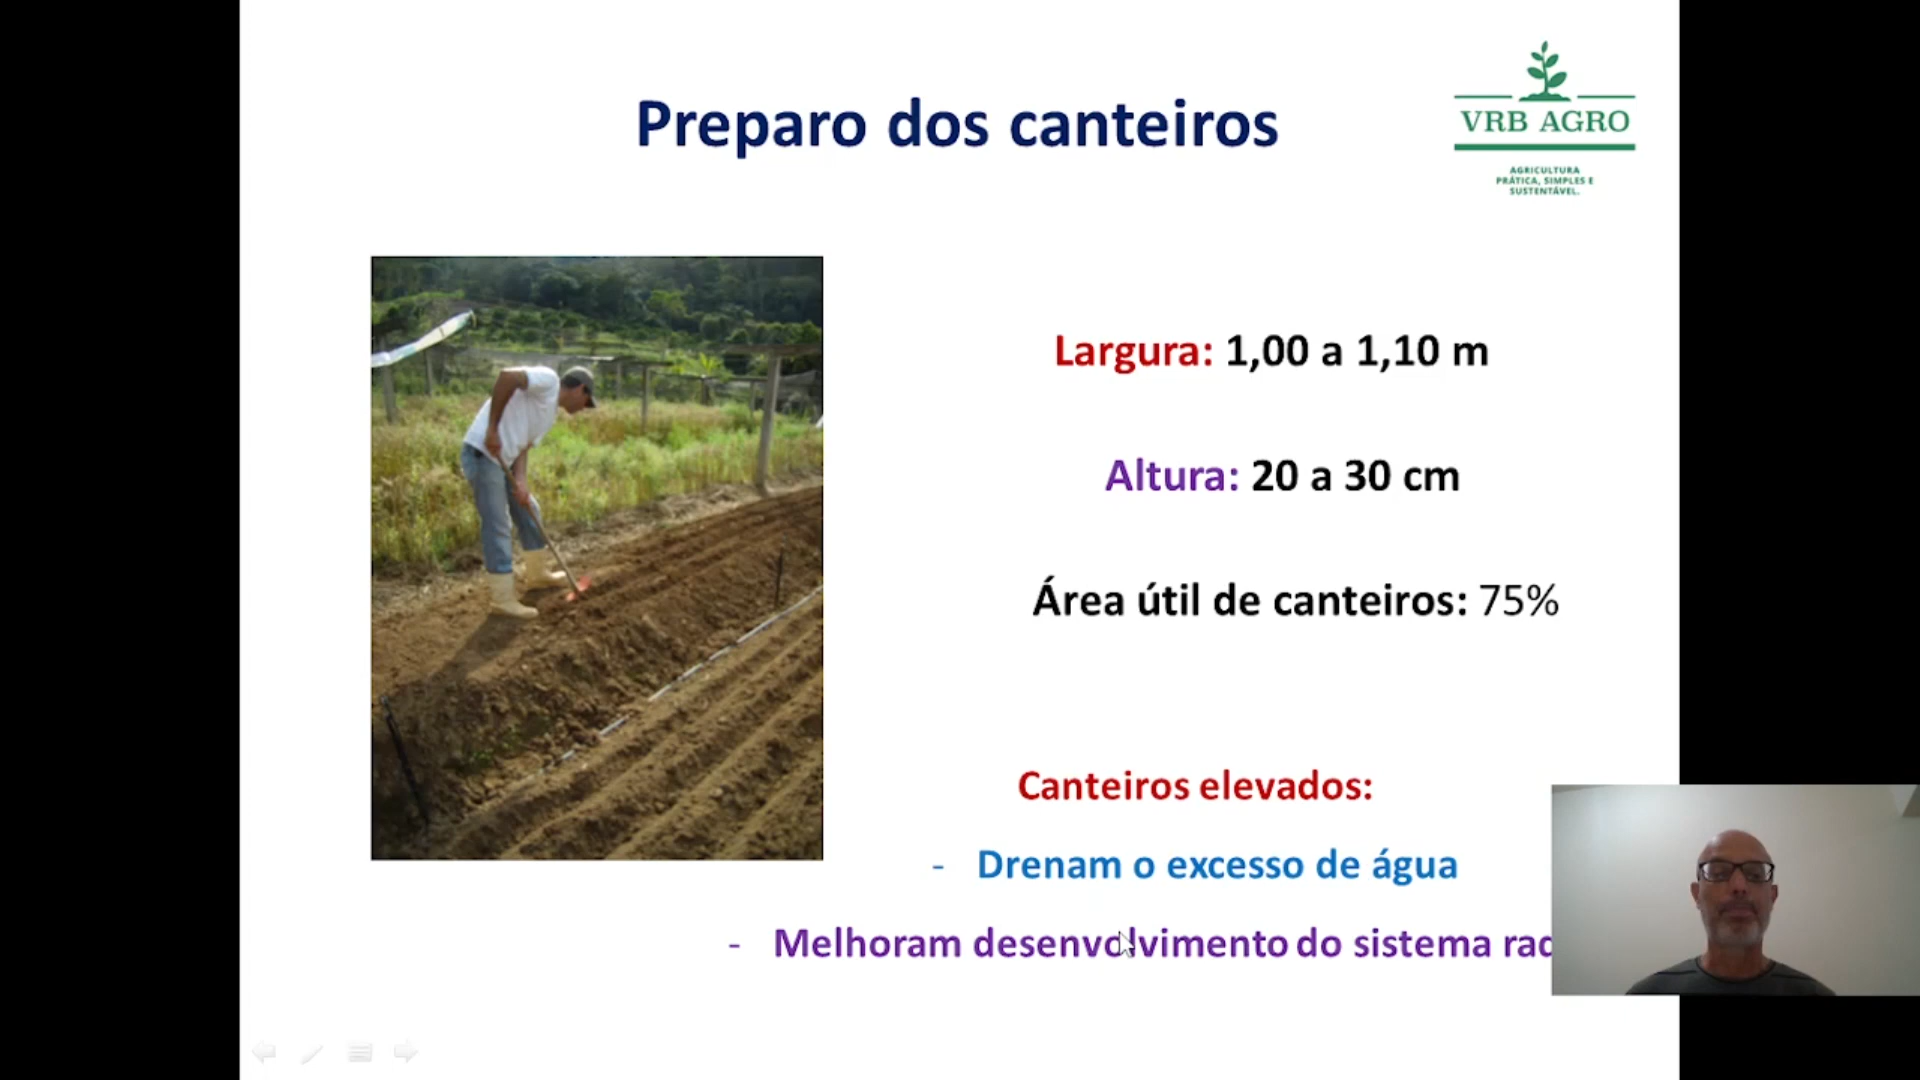 Preparo dos canteiros
VRB AGRO
AGRICULTURA
PRÁTICA, SIMPLES E
SUSTENTÁVEL.
Largura: 1,00 a 1,10 m
Altura: 20 a 30 cm
Área útil de canteiros: 75%
Canteiros elevados:
- Drenam o excesso de água
- Melhoram desenvolvimento do sistema